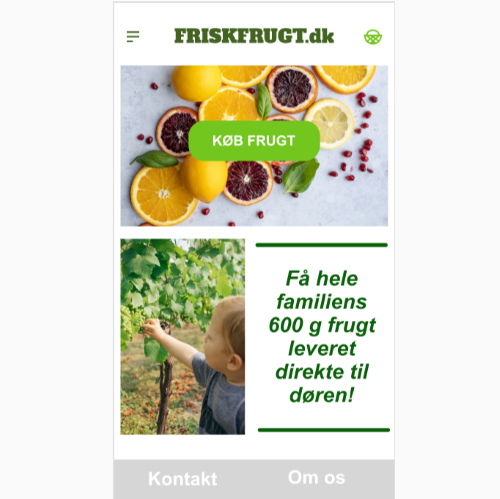 FRISKFRUGT.dk
KØB FRUGT
Få hele
familiens
600 g frugt
leveret
direkte til
døren!
Kontakt
Om os